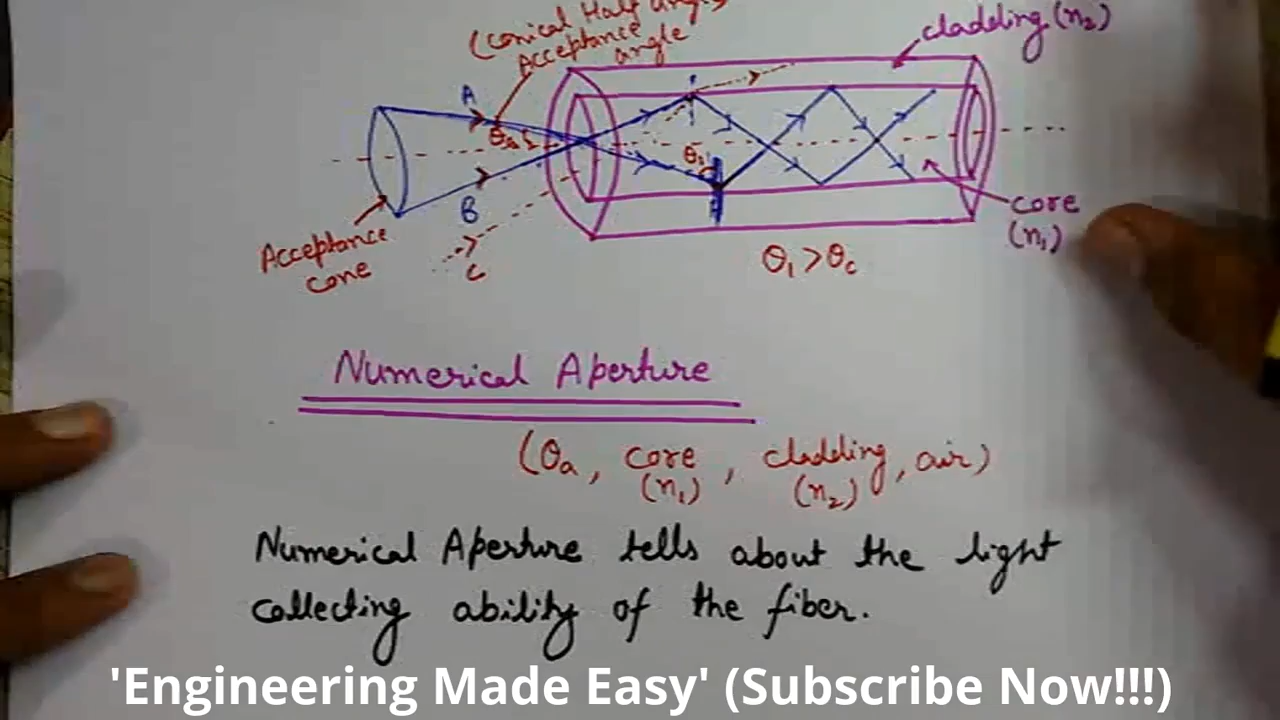 (Conical Half angle)
Acceptance
angle
cladding (n₂)
A
θₐ
θ₁
B
C
core
(n₁)
Acceptance
cone
θ₁ > θc
Numerical Aperture
(θₐ, core, cladding, air)
(n₁) (n₂)
Numerical Aperture tells about the light
collecting ability of the fiber.
'Engineering Made Easy' (Subscribe Now!!!)